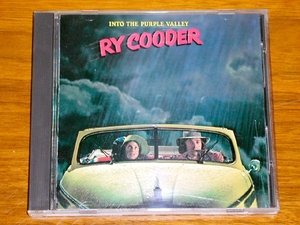 INTO THE PURPLE VALLEY
RY COODER